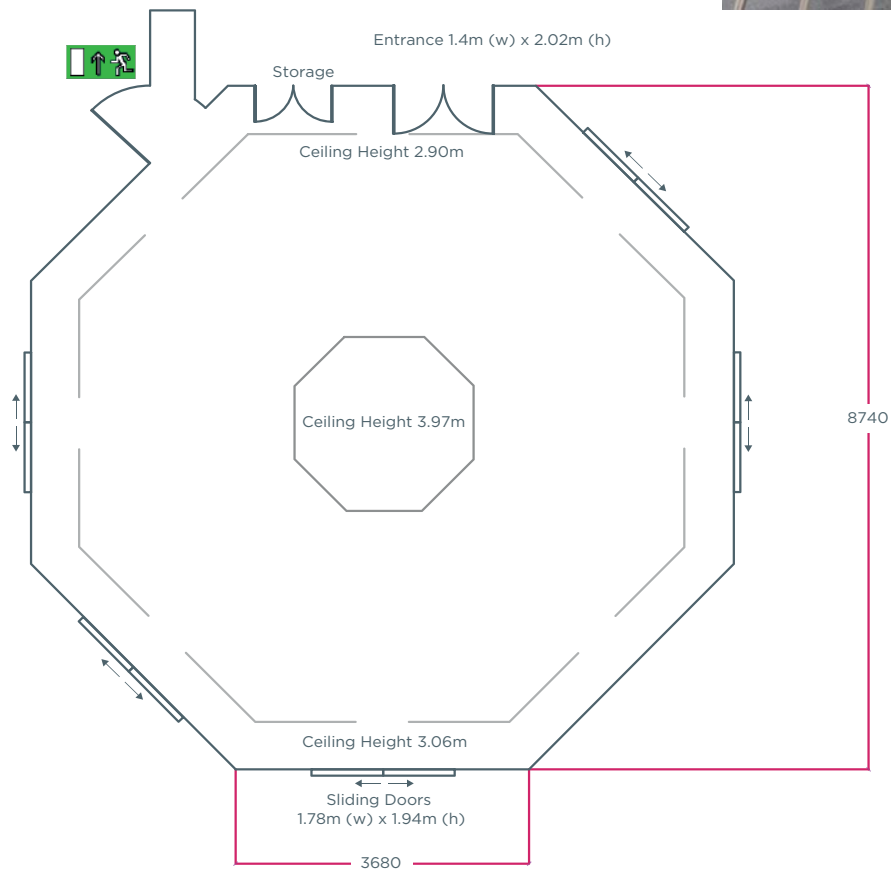 Entrance 1.4m (w) x 2.02m (h)
Storage
Ceiling Height 2.90m
Ceiling Height 3.97m
8740
Ceiling Height 3.06m
Sliding Doors
1.78m (w) x 1.94m (h)
3680